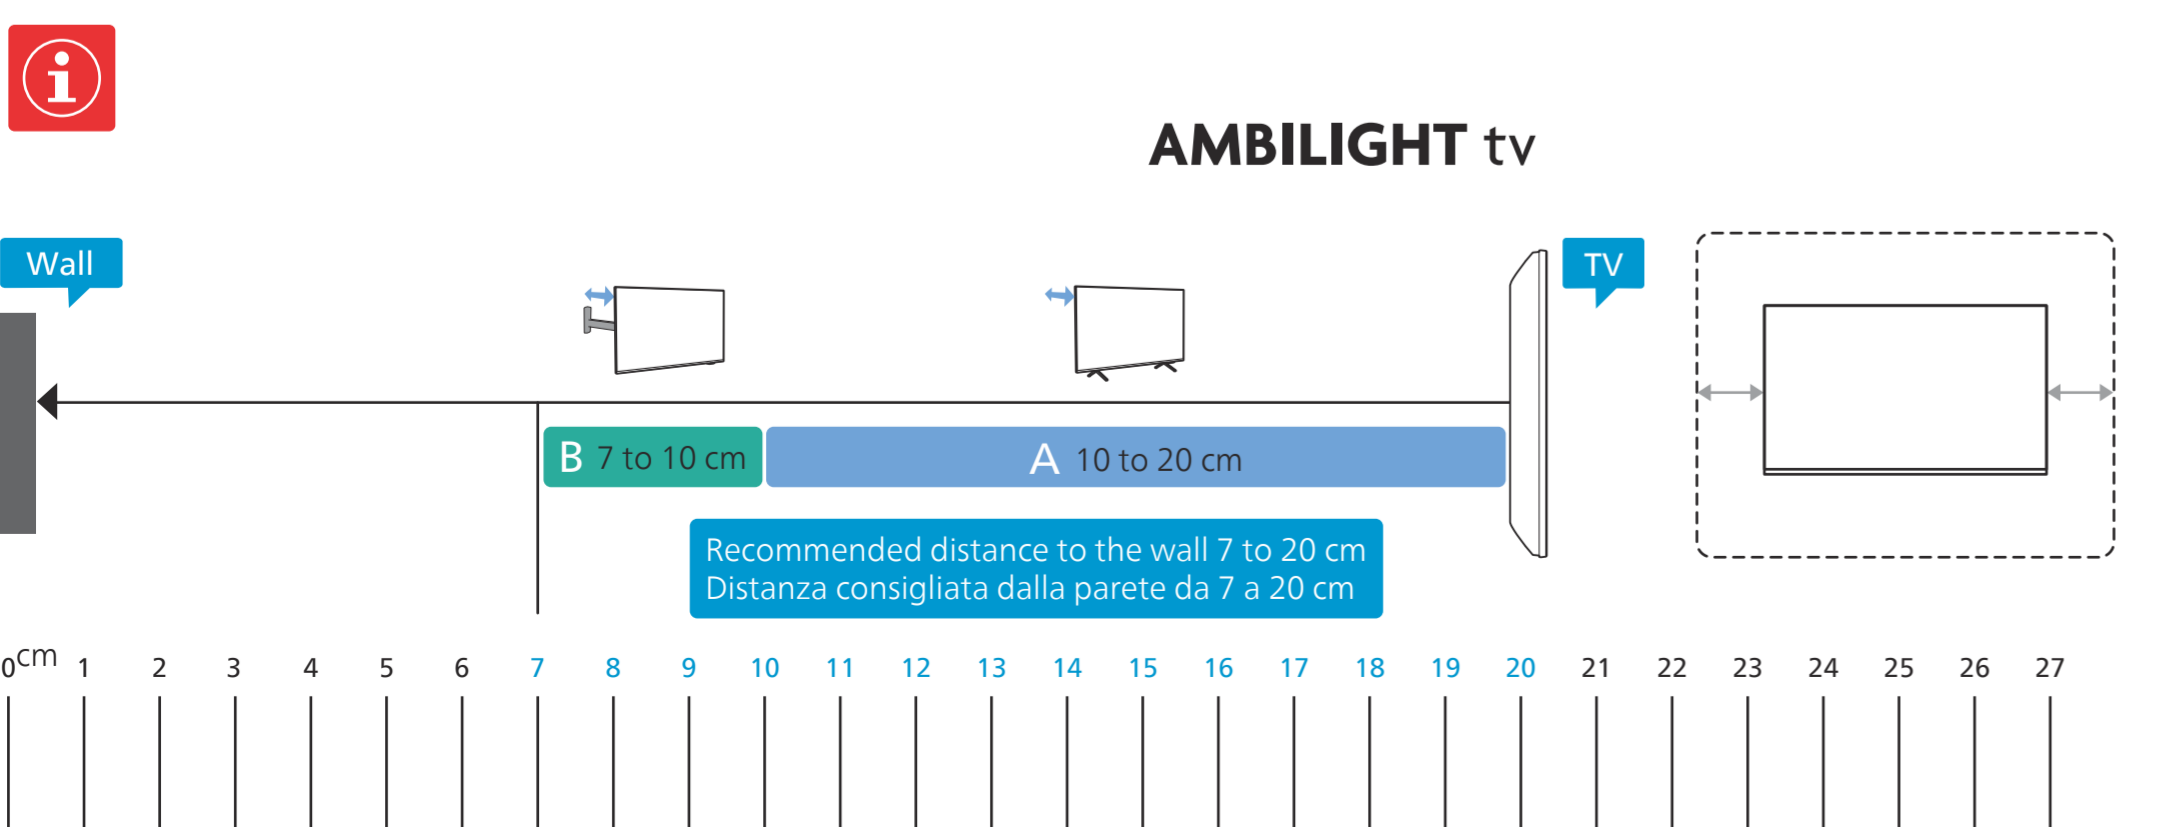 i
AMBILIGHT tv
Wall
TV
B 7 to 10 cm
A 10 to 20 cm
Recommended distance to the wall 7 to 20 cm
Distanza consigliata dalla parete da 7 a 20 cm
0cm 1 2 3 4 5 6 7 8 9 10 11 12 13 14 15 16 17 18 19 20 21 22 23 24 25 26 27